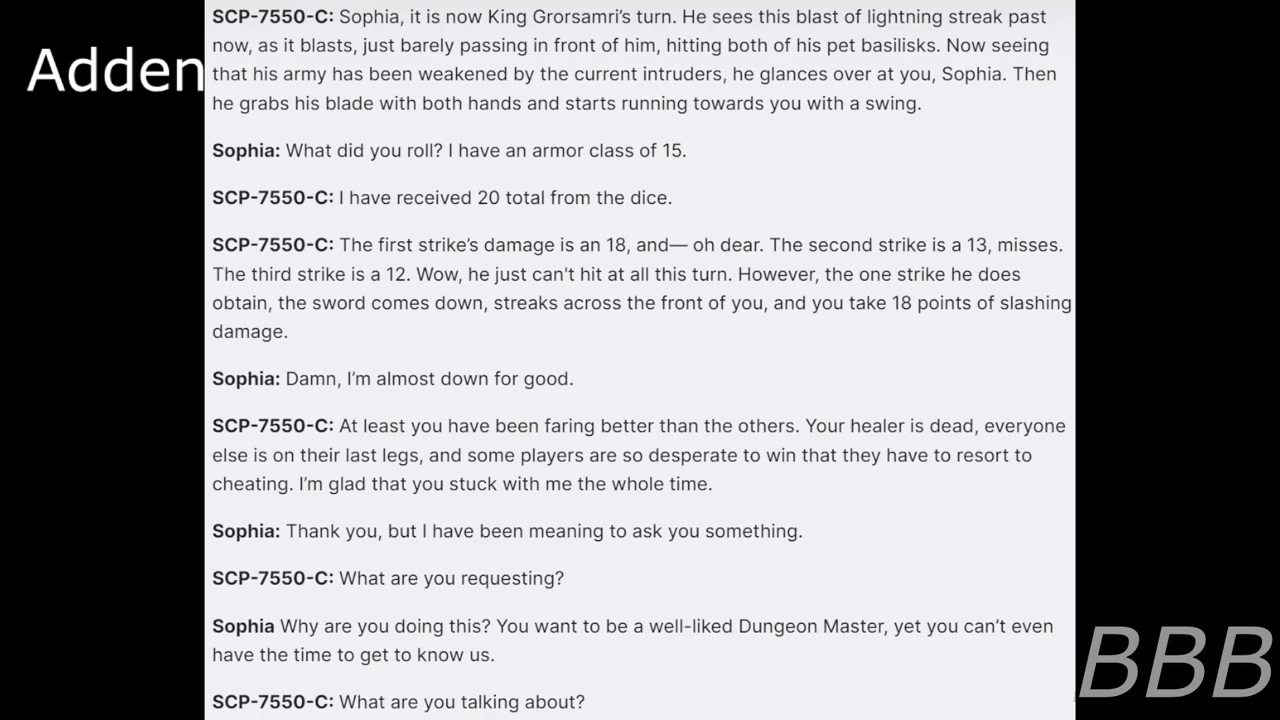 Adden
SCP-7550-C: Sophia, it is now King Grorsamri’s turn. He sees this blast of lightning streak past
now, as it blasts, just barely passing in front of him, hitting both of his pet basilisks. Now seeing
that his army has been weakened by the current intruders, he glances over at you, Sophia. Then
he grabs his blade with both hands and starts running towards you with a swing.
Sophia: What did you roll? I have an armor class of 15.
SCP-7550-C: I have received 20 total from the dice.
SCP-7550-C: The first strike’s damage is an 18, and— oh dear. The second strike is a 13, misses.
The third strike is a 12. Wow, he just can't hit at all this turn. However, the one strike he does
obtain, the sword comes down, streaks across the front of you, and you take 18 points of slashing
damage.
Sophia: Damn, I’m almost down for good.
SCP-7550-C: At least you have been faring better than the others. Your healer is dead, everyone
else is on their last legs, and some players are so desperate to win that they have to resort to
cheating. I’m glad that you stuck with me the whole time.
Sophia: Thank you, but I have been meaning to ask you something.
SCP-7550-C: What are you requesting?
Sophia Why are you doing this? You want to be a well-liked Dungeon Master, yet you can’t even
have the time to get to know us.
SCP-7550-C: What are you talking about?
BBB